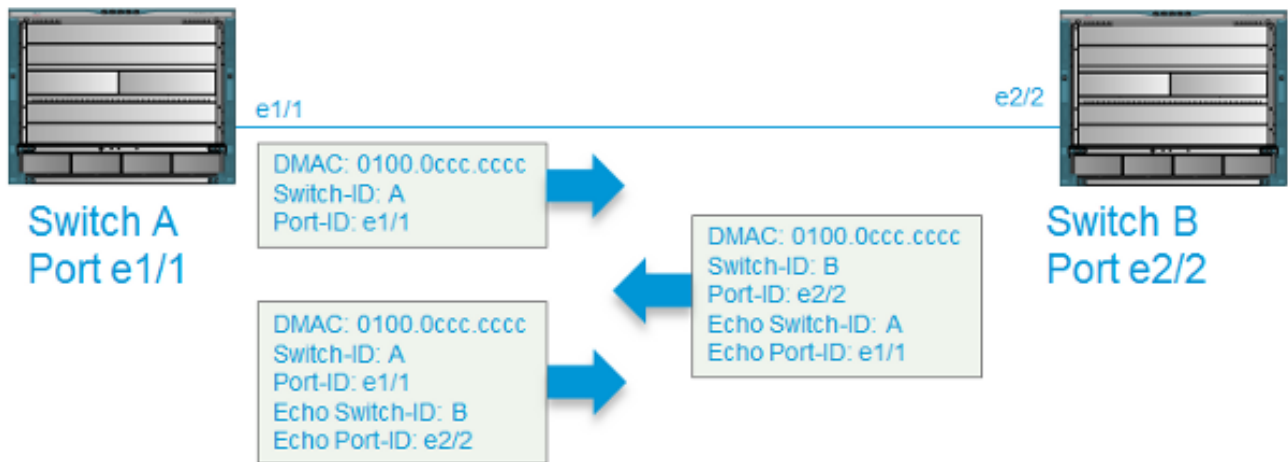 e1/1
e2/2
DMAC: 0100.0ccc.cccc
Switch-ID: A
Port-ID: e1/1
Switch A
Port e1/1
Switch B
Port e2/2
DMAC: 0100.0ccc.cccc
Switch-ID: B
Port-ID: e2/2
Echo Switch-ID: A
Echo Port-ID: e1/1
DMAC: 0100.0ccc.cccc
Switch-ID: A
Port-ID: e1/1
Echo Switch-ID: B
Echo Port-ID: e2/2